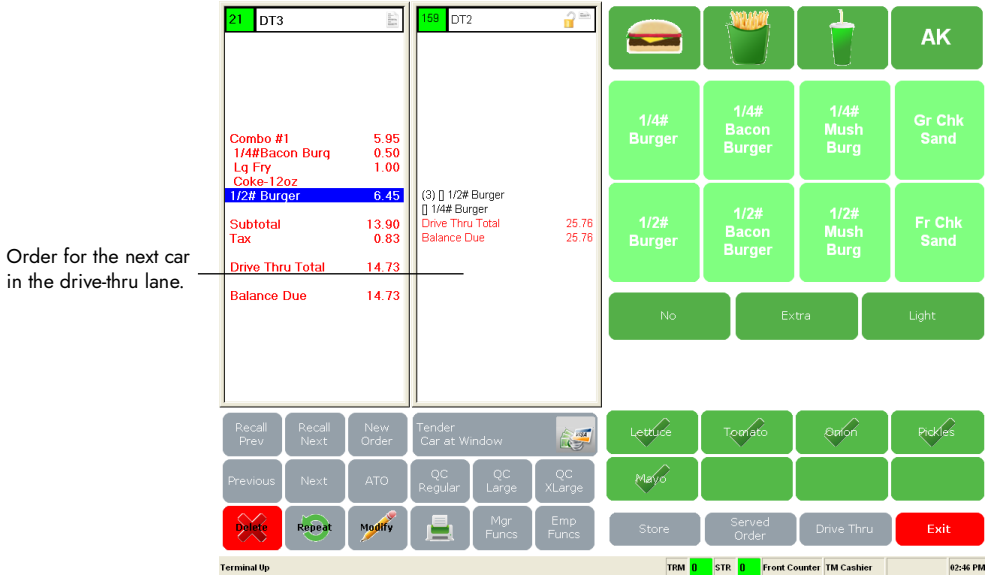 21 DT3
159 DT2
AK
Combo #1 5.95
1/4#Bacon Burg 0.50
Lg Fry 1.00
Coke-12oz
1/2# Burger 6.45
Subtotal 13.90
Tax 0.83
Drive Thru Total 14.73
Balance Due 14.73
(3) [] 1/2# Burger
[] 1/4# Burger
Drive Thru Total 25.76
Balance Due 25.76
Order for the next car
in the drive-thru lane.
1/4#
Burger
1/4#
Bacon
Burger
1/4#
Mush
Burg
Gr Chk
Sand
1/2#
Burger
1/2#
Bacon
Burger
1/2#
Mush
Burg
Fr Chk
Sand
No Extra Light
Recall
Prev
Recall
Next
New
Order
Tender
Car at Window
Lettuce Tomato Onion Pickles
Previous Next ATO
QC
Regular
QC
Large
QC
XLarge
Mayo
Delete Repeat Modify
Mgr
Funcs
Emp
Funcs
Store
Served
Order
Drive Thru Exit
Terminal Up TRM 0 STR 0 Front Counter TM Cashier 02:46 PM